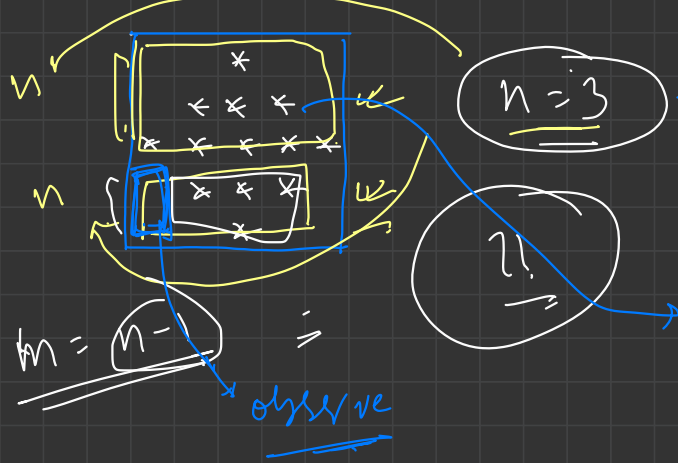 *
n * * * n = 3
* * * * *
n * * *
*
!!
m = n - 1
observe